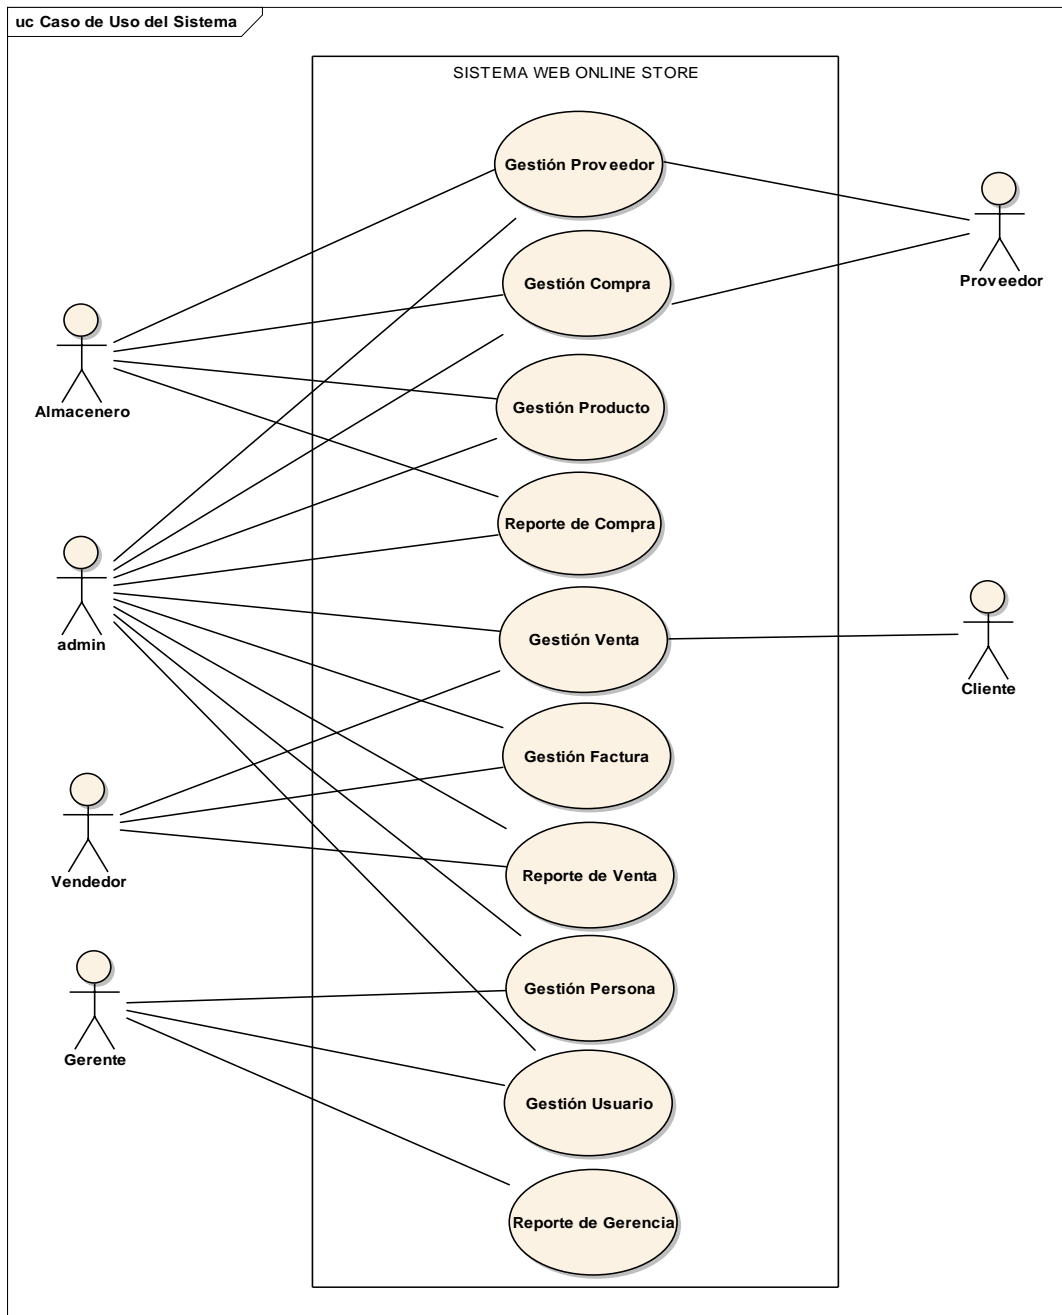 uc Caso de Uso del Sistema
SISTEMA WEB ONLINE STORE
Gestión Proveedor
Proveedor
Gestión Compra
Almacenero
Gestión Producto
Reporte de Compra
admin
Gestión Venta
Cliente
Gestión Factura
Vendedor
Reporte de Venta
Gestión Persona
Gerente
Gestión Usuario
Reporte de Gerencia